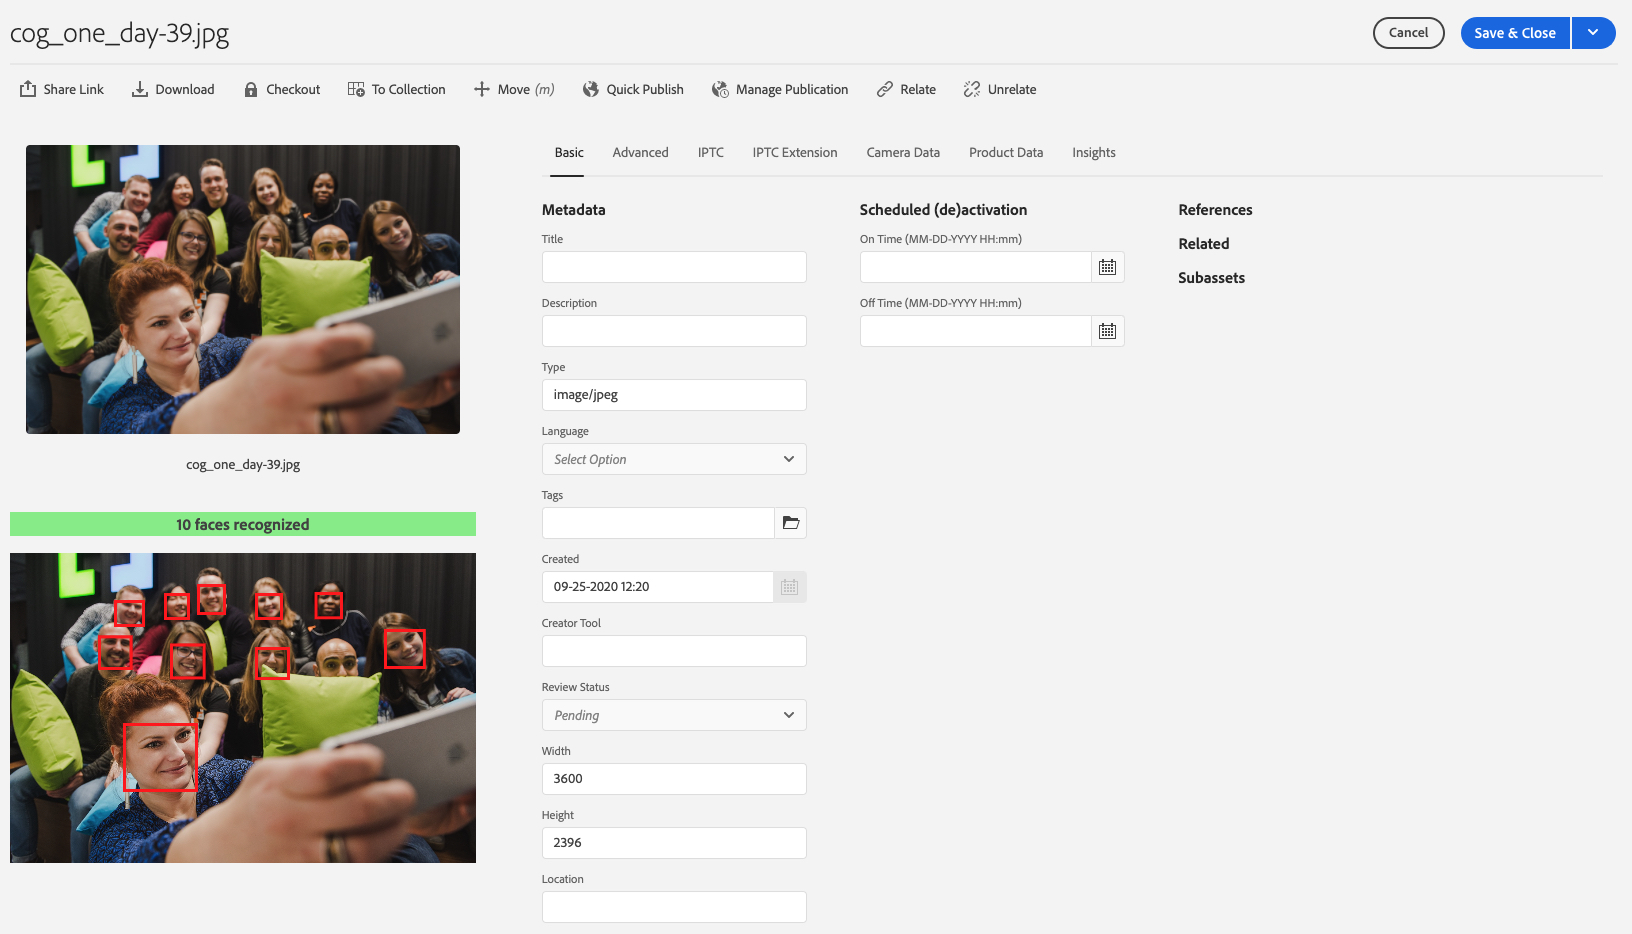 cog_one_day-39.jpg
Cancel
Save & Close
Share Link
Download
Checkout
To Collection
Move (m)
Quick Publish
Manage Publication
Relate
Unrelate
cog_one_day-39.jpg
10 faces recognized
Basic
Advanced
IPTC
IPTC Extension
Camera Data
Product Data
Insights
Metadata
Title
Description
Type
image/jpeg
Language
Select Option
Tags
Created
09-25-2020 12:20
Creator Tool
Review Status
Pending
Width
3600
Height
2396
Location
Scheduled (de)activation
On Time (MM-DD-YYYY HH:mm)
Off Time (MM-DD-YYYY HH:mm)
References
Related
Subassets